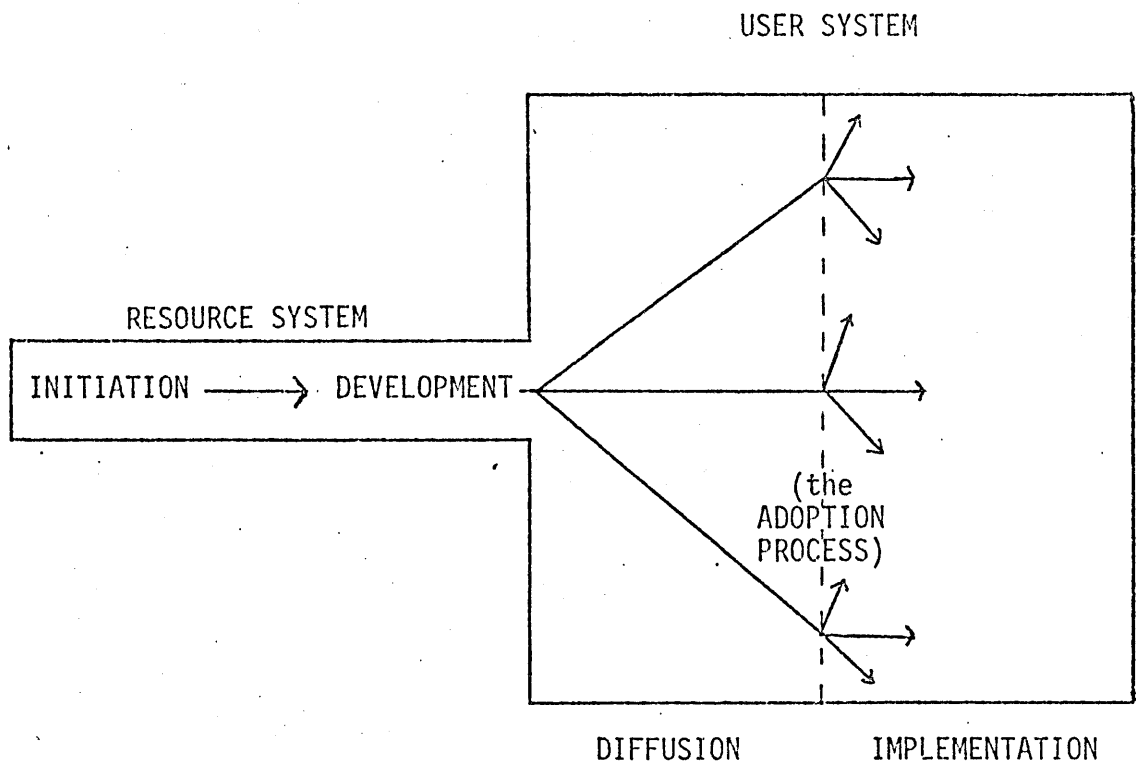 USER SYSTEM
RESOURCE SYSTEM
INITIATION DEVELOPMENT
(the
ADOPTION
PROCESS)
DIFFUSION IMPLEMENTATION